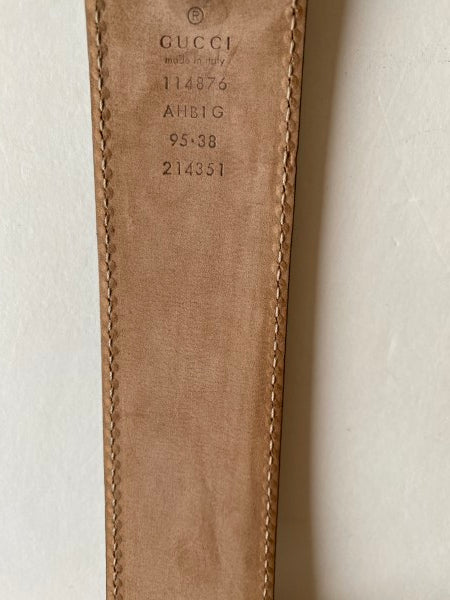 ®
GUCCI
made in italy
114876
AHB1G
95·38
214351